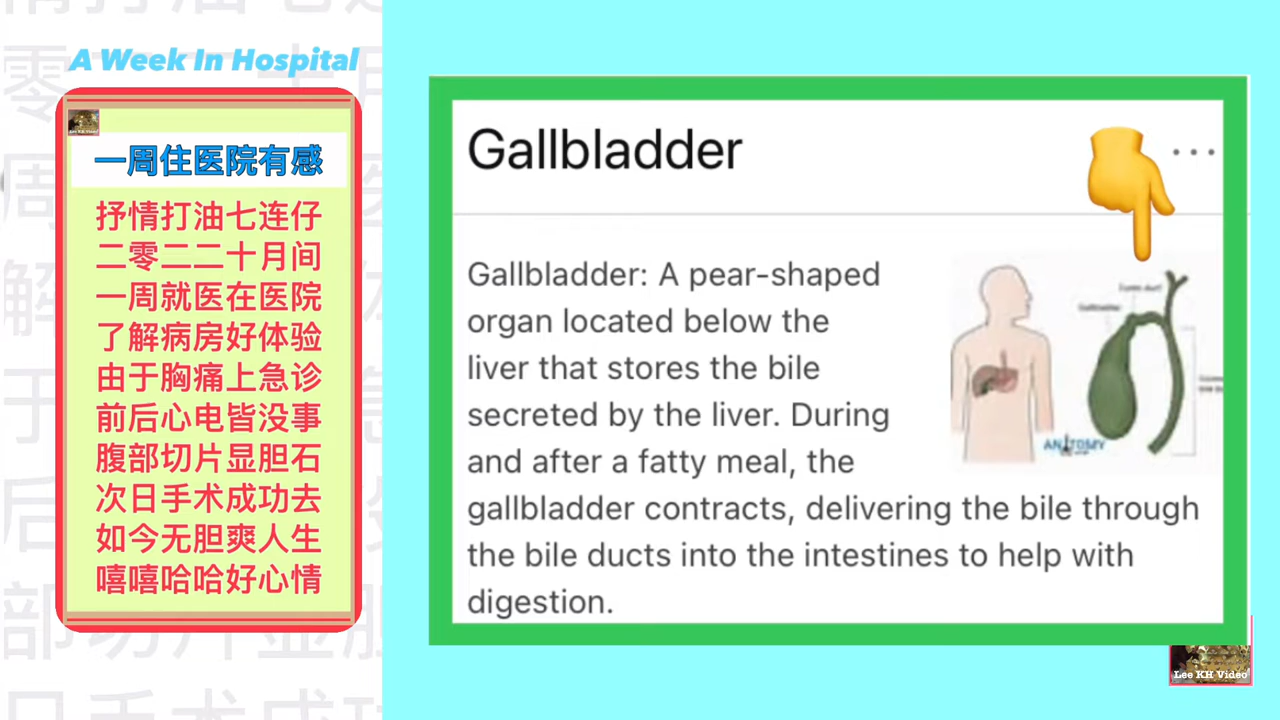 A Week In Hospital
Lee KH Video
一周住医院有感
抒情打油七连仔
二零二二十月间
一周就医在医院
了解病房好体验
由于胸痛上急诊
前后心电皆没事
腹部切片显胆石
次日手术成功去
如今无胆爽人生
嘻嘻哈哈好心情
Gallbladder
Gallbladder: A pear-shaped
organ located below the
liver that stores the bile
secreted by the liver. During
and after a fatty meal, the
gallbladder contracts, delivering the bile through
the bile ducts into the intestines to help with
digestion.
ANATOMY
Lee KH Video